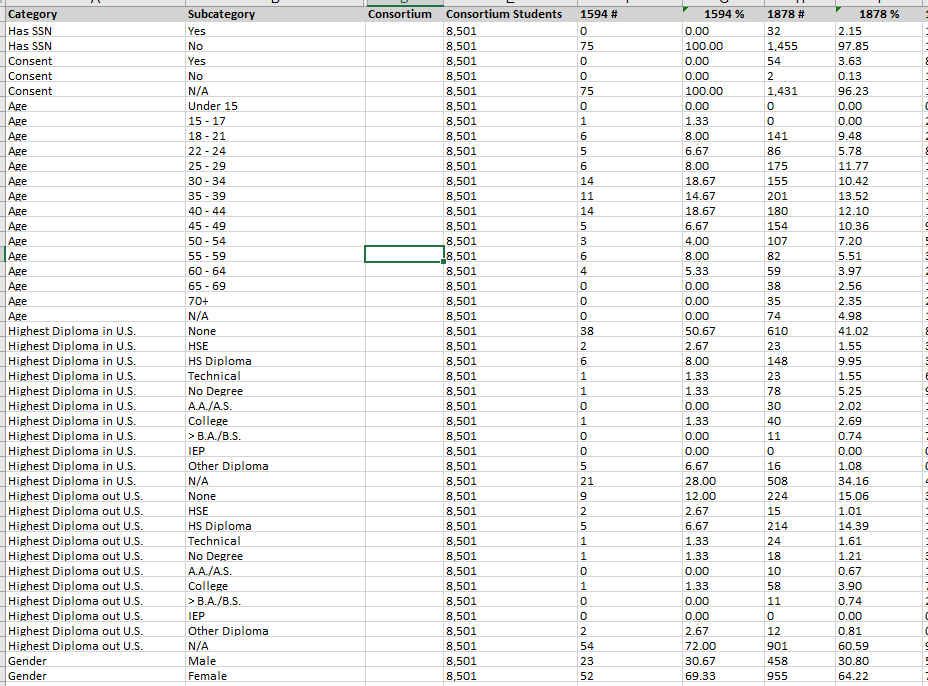 Category Subcategory Consortium Consortium Students 1594 # 1594 % 1878 # 1878 %
Has SSN Yes 8,501 0 0.00 32 2.15
Has SSN No 8,501 75 100.00 1,455 97.85
Consent Yes 8,501 0 0.00 54 3.63
Consent No 8,501 0 0.00 2 0.13
Consent N/A 8,501 75 100.00 1,431 96.23
Age Under 15 8,501 0 0.00 0 0.00
Age 15 - 17 8,501 1 1.33 0 0.00
Age 18 - 21 8,501 6 8.00 141 9.48
Age 22 - 24 8,501 5 6.67 86 5.78
Age 25 - 29 8,501 6 8.00 175 11.77
Age 30 - 34 8,501 14 18.67 155 10.42
Age 35 - 39 8,501 11 14.67 201 13.52
Age 40 - 44 8,501 14 18.67 180 12.10
Age 45 - 49 8,501 5 6.67 154 10.36
Age 50 - 54 8,501 3 4.00 107 7.20
Age 55 - 59 8,501 6 8.00 82 5.51
Age 60 - 64 8,501 4 5.33 59 3.97
Age 65 - 69 8,501 0 0.00 38 2.56
Age 70+ 8,501 0 0.00 35 2.35
Age N/A 8,501 0 0.00 74 4.98
Highest Diploma in U.S. None 8,501 38 50.67 610 41.02
Highest Diploma in U.S. HSE 8,501 2 2.67 23 1.55
Highest Diploma in U.S. HS Diploma 8,501 6 8.00 148 9.95
Highest Diploma in U.S. Technical 8,501 1 1.33 23 1.55
Highest Diploma in U.S. No Degree 8,501 1 1.33 78 5.25
Highest Diploma in U.S. A.A./A.S. 8,501 0 0.00 30 2.02
Highest Diploma in U.S. College 8,501 1 1.33 40 2.69
Highest Diploma in U.S. > B.A./B.S. 8,501 0 0.00 11 0.74
Highest Diploma in U.S. IEP 8,501 0 0.00 0 0.00
Highest Diploma in U.S. Other Diploma 8,501 5 6.67 16 1.08
Highest Diploma in U.S. N/A 8,501 21 28.00 508 34.16
Highest Diploma out U.S. None 8,501 9 12.00 224 15.06
Highest Diploma out U.S. HSE 8,501 2 2.67 15 1.01
Highest Diploma out U.S. HS Diploma 8,501 5 6.67 214 14.39
Highest Diploma out U.S. Technical 8,501 1 1.33 24 1.61
Highest Diploma out U.S. No Degree 8,501 1 1.33 18 1.21
Highest Diploma out U.S. A.A./A.S. 8,501 0 0.00 10 0.67
Highest Diploma out U.S. College 8,501 1 1.33 58 3.90
Highest Diploma out U.S. > B.A./B.S. 8,501 0 0.00 11 0.74
Highest Diploma out U.S. IEP 8,501 0 0.00 0 0.00
Highest Diploma out U.S. Other Diploma 8,501 2 2.67 12 0.81
Highest Diploma out U.S. N/A 8,501 54 72.00 901 60.59
Gender Male 8,501 23 30.67 458 30.80
Gender Female 8,501 52 69.33 955 64.22